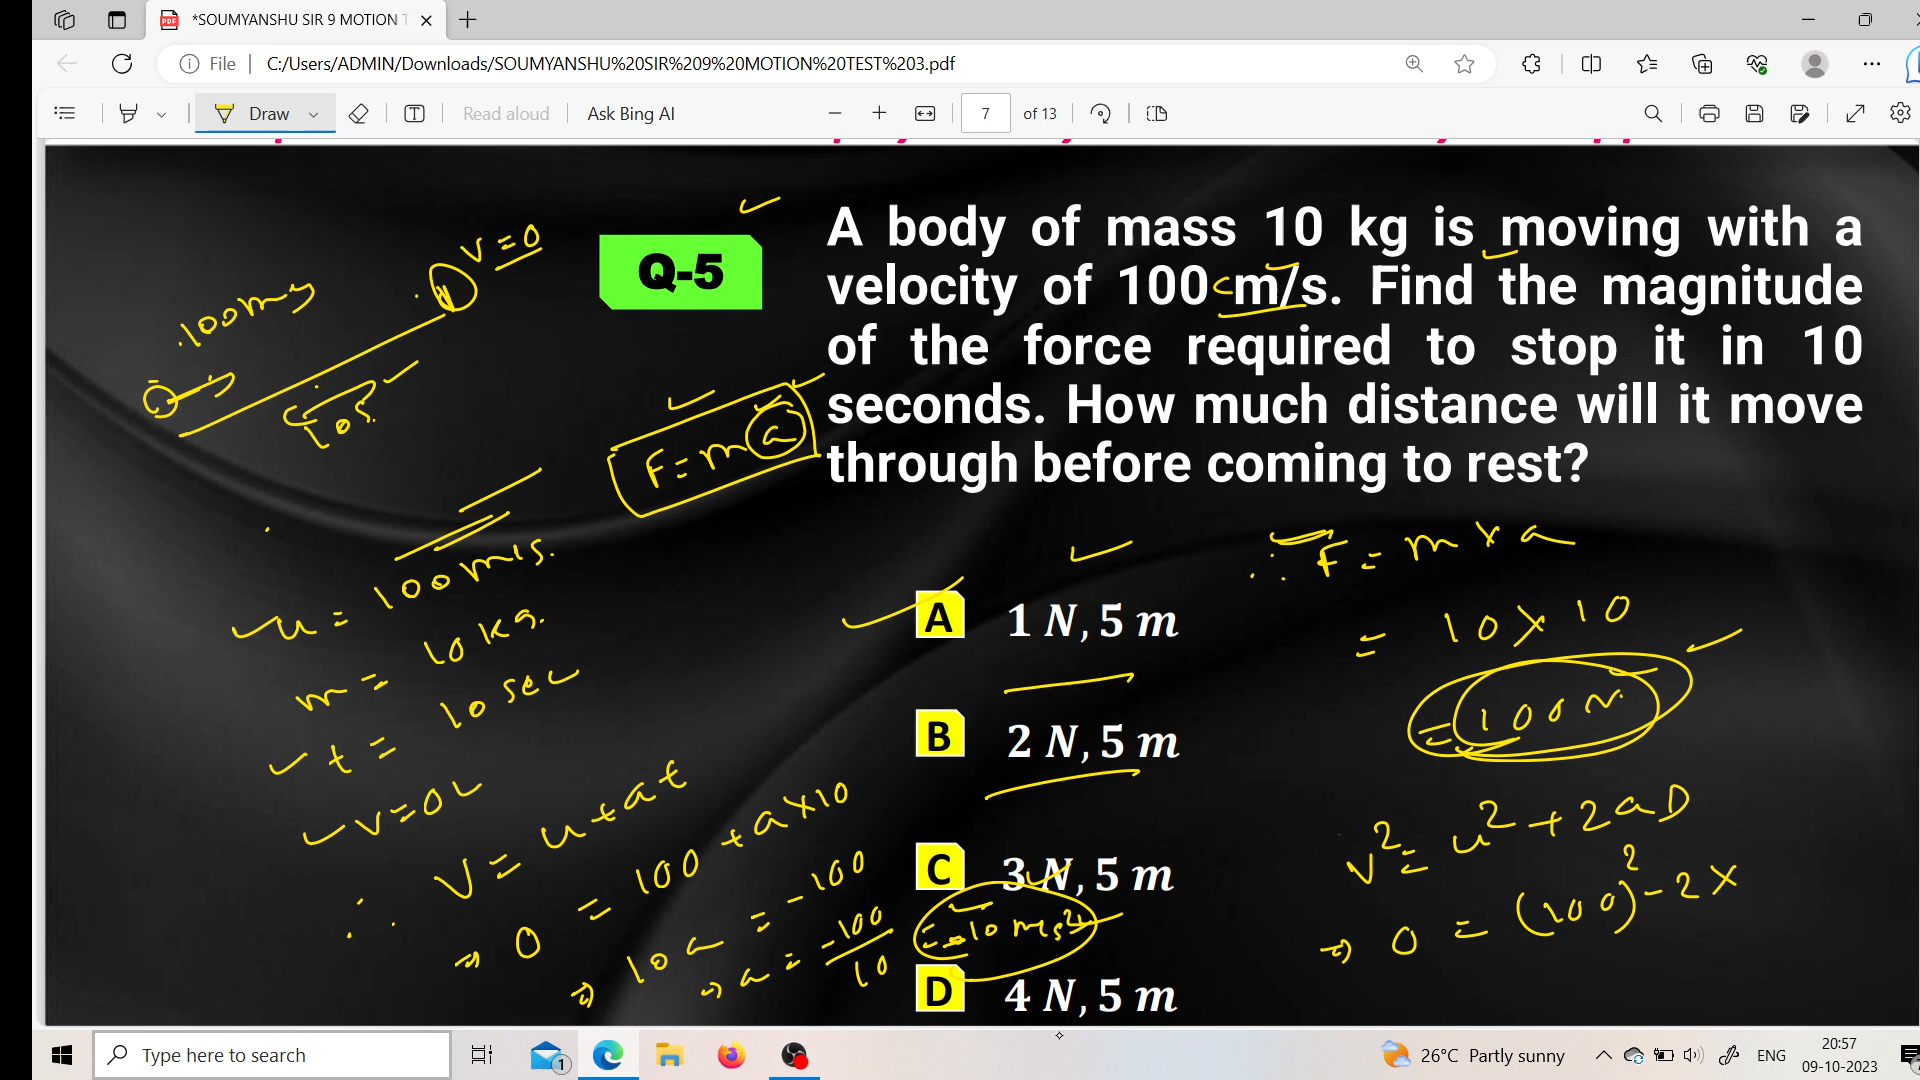 *SOUMYANSHU SIR 9 MOTION T
File
C:/Users/ADMIN/Downloads/SOUMYANSHU%20SIR%209%20MOTION%20TEST%203.pdf
Draw
Read aloud
Ask Bing AI
7
of 13
Q-5
A body of mass 10 kg is moving with a
velocity of 100 cm/s. Find the magnitude
of the force required to stop it in 10
seconds. How much distance will it move
through before coming to rest?
V = 0
100 m/s
10 s.
F = m a
u = 100 m/s.
m = 10 kg.
t = 10 sec
v = 0
∴ V = u + at
⇒ 0 = 100 + a × 10
⇒ 10a = -100
⇒ a = -100/10 = -10 m/s²
A 1 N, 5 m
B 2 N, 5 m
C 3 N, 5 m
D 4 N, 5 m
∴ F = m × a
= 10 × 10
= 100 N
v² = u² + 2aD
⇒ 0 = (100)² - 2 ×
Type here to search
1
26°C Partly sunny
ENG
20:57
09-10-2023